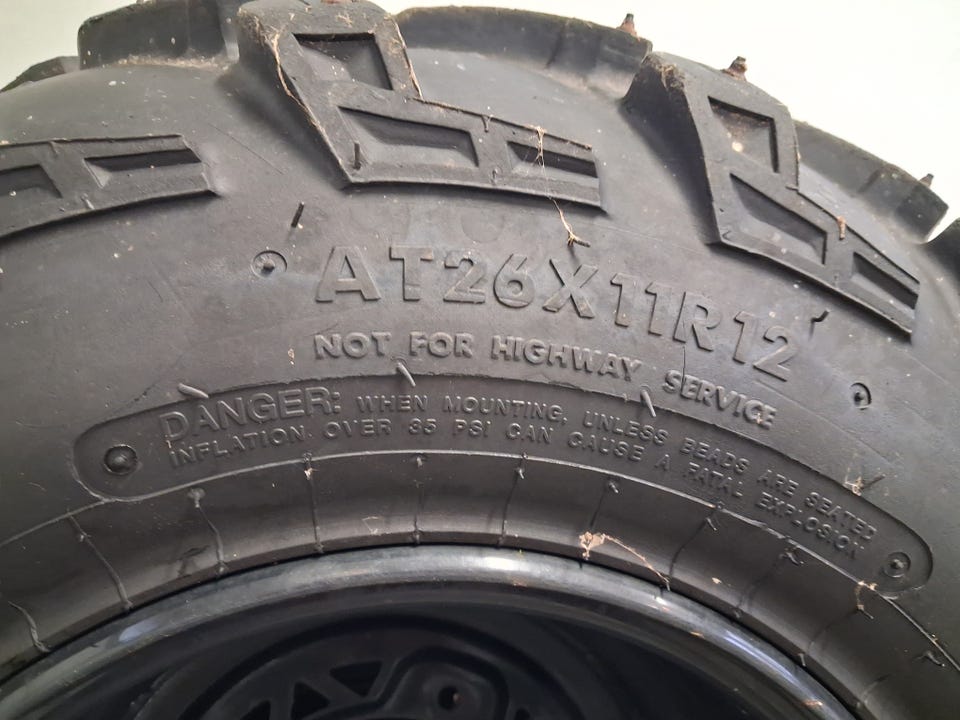 AT26X11R12
NOT FOR HIGHWAY SERVICE
DANGER: WHEN MOUNTING, UNLESS BEADS ARE SEATED
INFLATION OVER 35 PSI CAN CAUSE A FATAL EXPLOSION